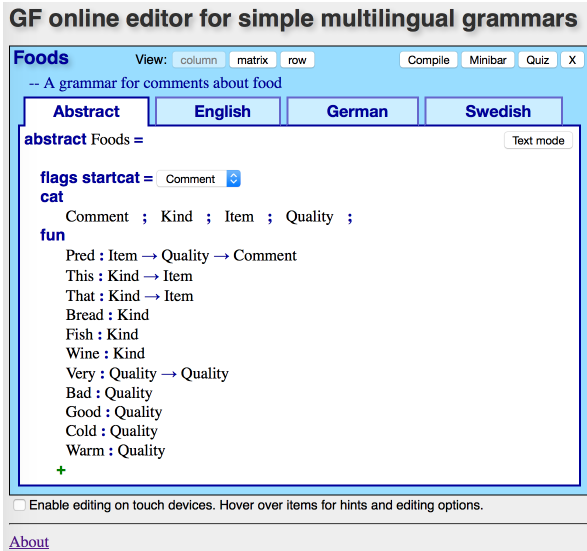 GF online editor for simple multilingual grammars
Foods View: column matrix row Compile Minibar Quiz X
-- A grammar for comments about food
Abstract English German Swedish
abstract Foods = Text mode
flags startcat = Comment
cat
Comment ; Kind ; Item ; Quality ;
fun
Pred : Item → Quality → Comment
This : Kind → Item
That : Kind → Item
Bread : Kind
Fish : Kind
Wine : Kind
Very : Quality → Quality
Bad : Quality
Good : Quality
Cold : Quality
Warm : Quality
+
Enable editing on touch devices. Hover over items for hints and editing options.
About